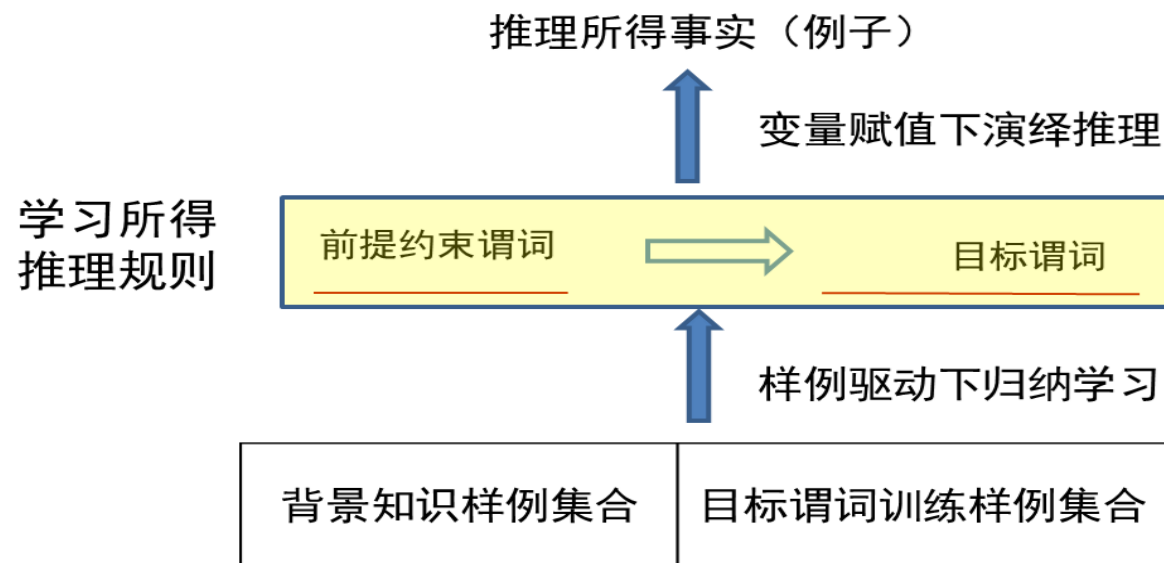 推理所得事实（例子）
变量赋值下演绎推理
学习所得
推理规则
前提约束谓词
目标谓词
样例驱动下归纳学习
背景知识样例集合
目标谓词训练样例集合